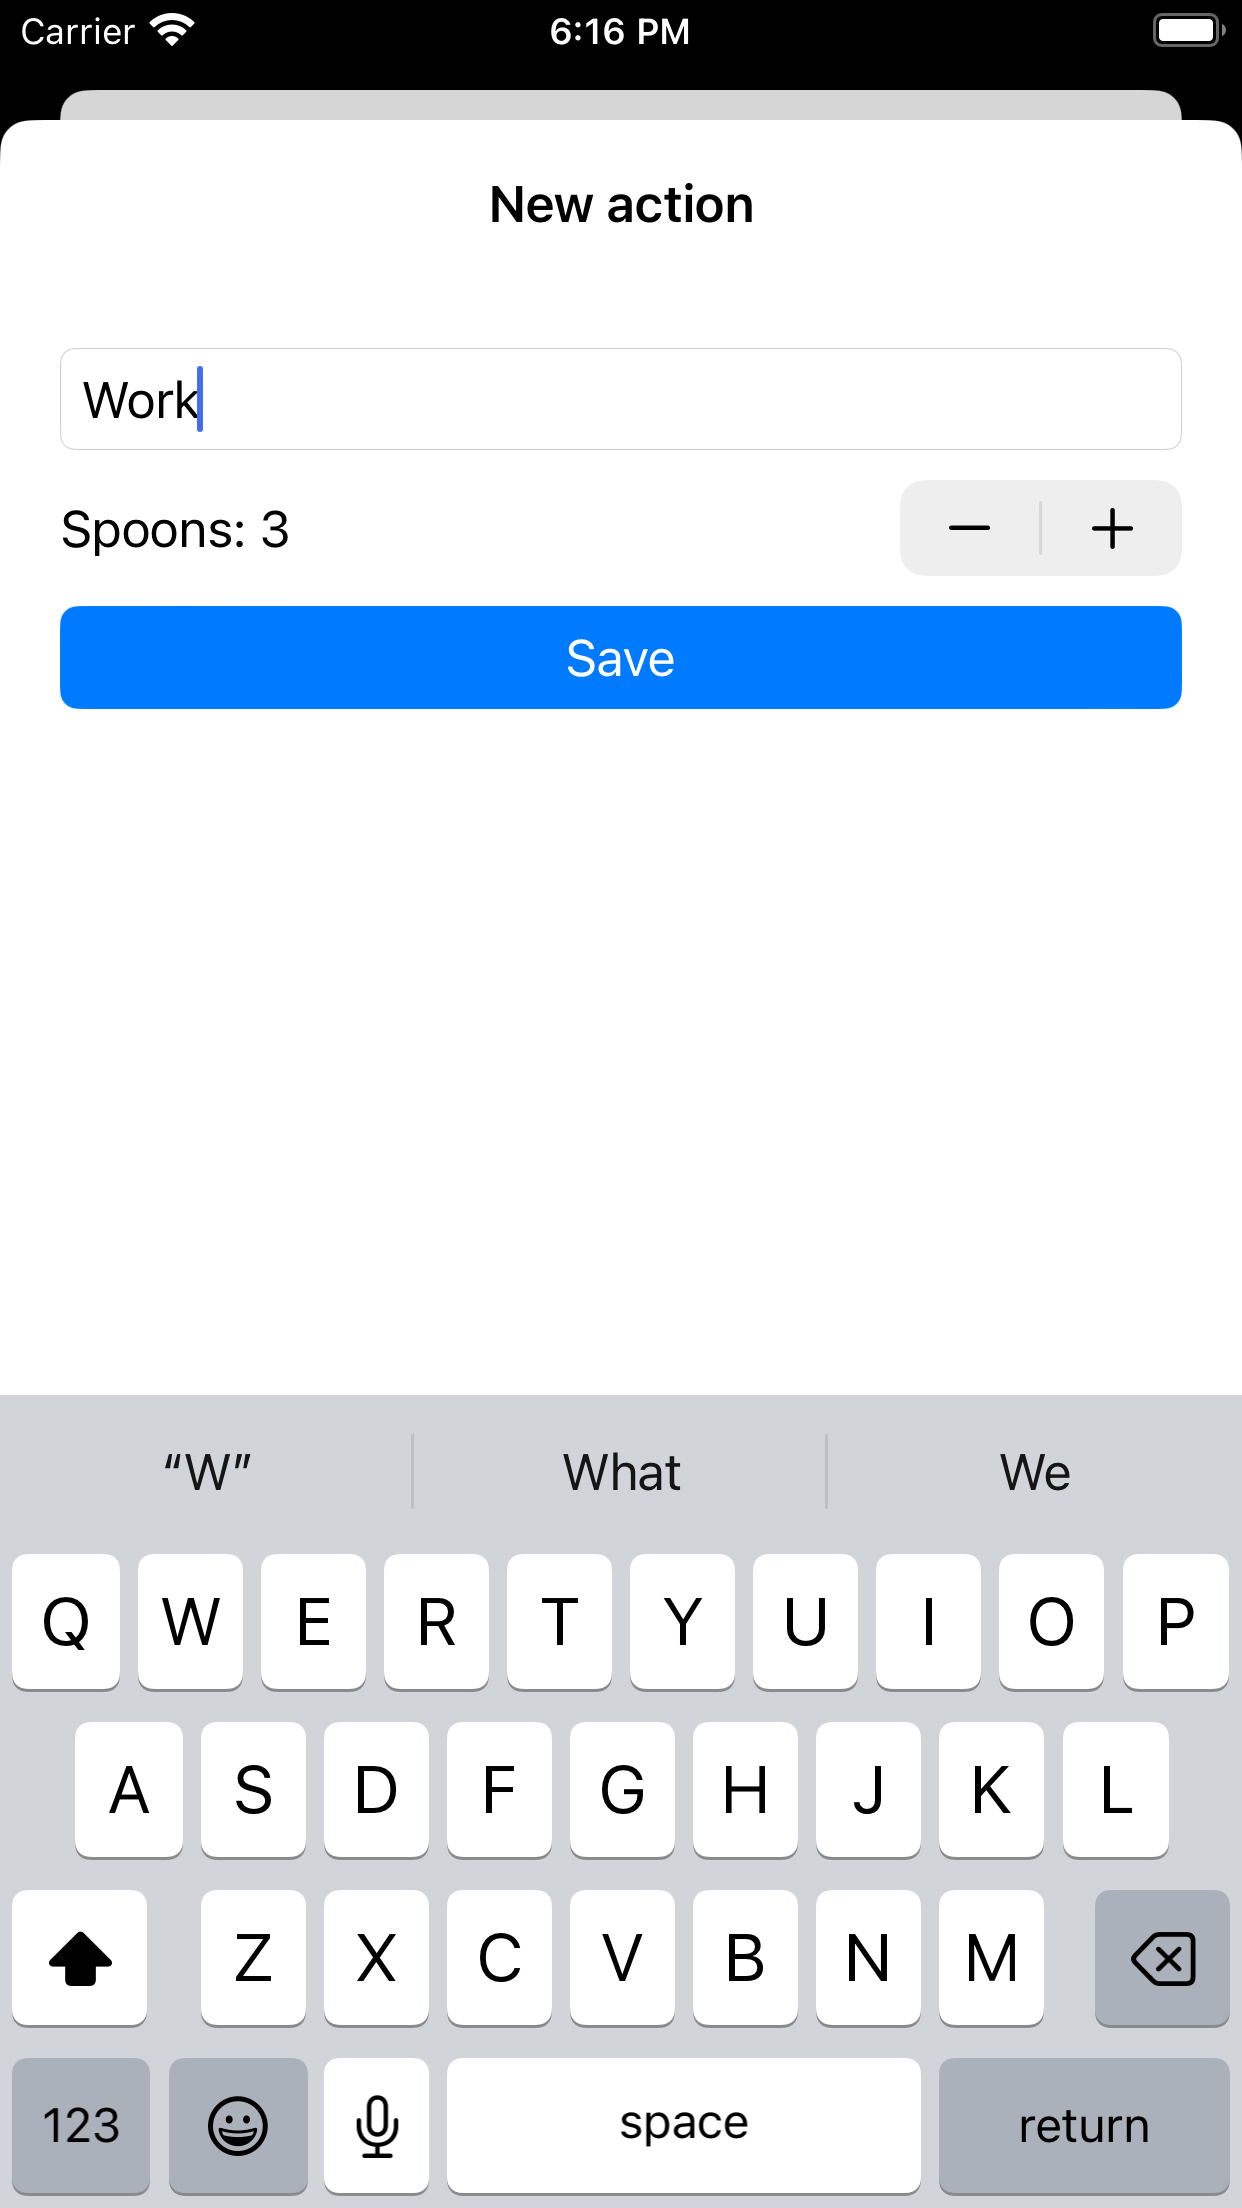 Carrier 6:16 PM
New action
Work
Spoons: 3
Save
“W” What We
Q W E R T Y U I O P
A S D F G H J K L
Z X C V B N M
123 space return